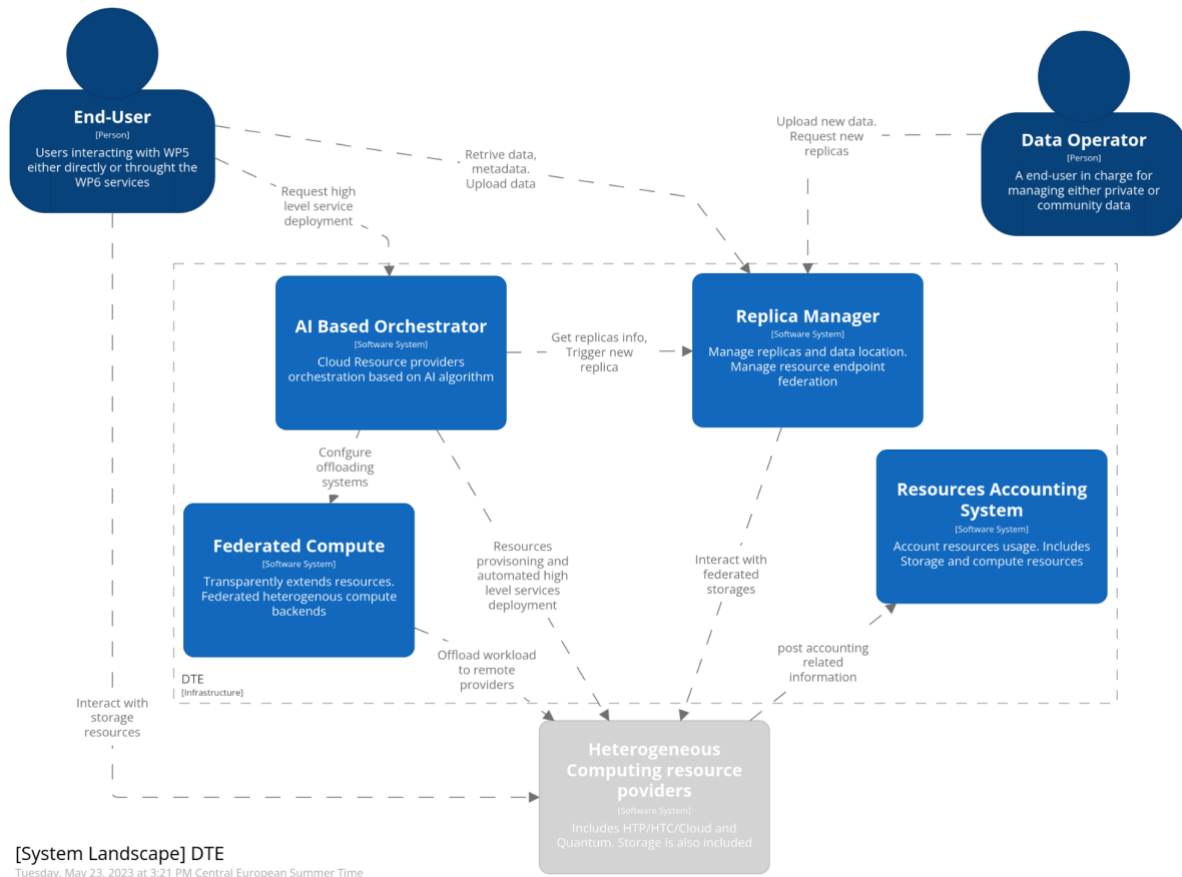 End-User
[Person]
Users interacting with WP5
either directly or throught the
WP6 services
Data Operator
[Person]
A end-user in charge for
managing either private or
community data
Upload new data.
Request new
replicas
Retrive data,
metadata.
Upload data
Request high
level service
deployment
AI Based Orchestrator
[Software System]
Cloud Resource providers
orchestration based on AI algorithm
Get replicas info,
Trigger new
replica
Replica Manager
[Software System]
Manage replicas and data location.
Manage resource endpoint
federation
Confgure
offloading
systems
Resources Accounting
System
[Software System]
Account resources usage. Includes
Storage and compute resources
Federated Compute
[Software System]
Transparently extends resources.
Federated heterogenous compute
backends
Resources
provisoning and
automated high
level services
deployment
Interact with
federated
storages
Offload workload
to remote
providers
post accounting
related
information
DTE
[Infrastructure]
Interact with
storage
resources
Heterogeneous
Computing resource
poviders
[Software System]
Includes HTP/HTC/Cloud and
Quantum. Storage is also included
[System Landscape] DTE
Tuesday, May 23, 2023 at 3:21 PM Central European Summer Time